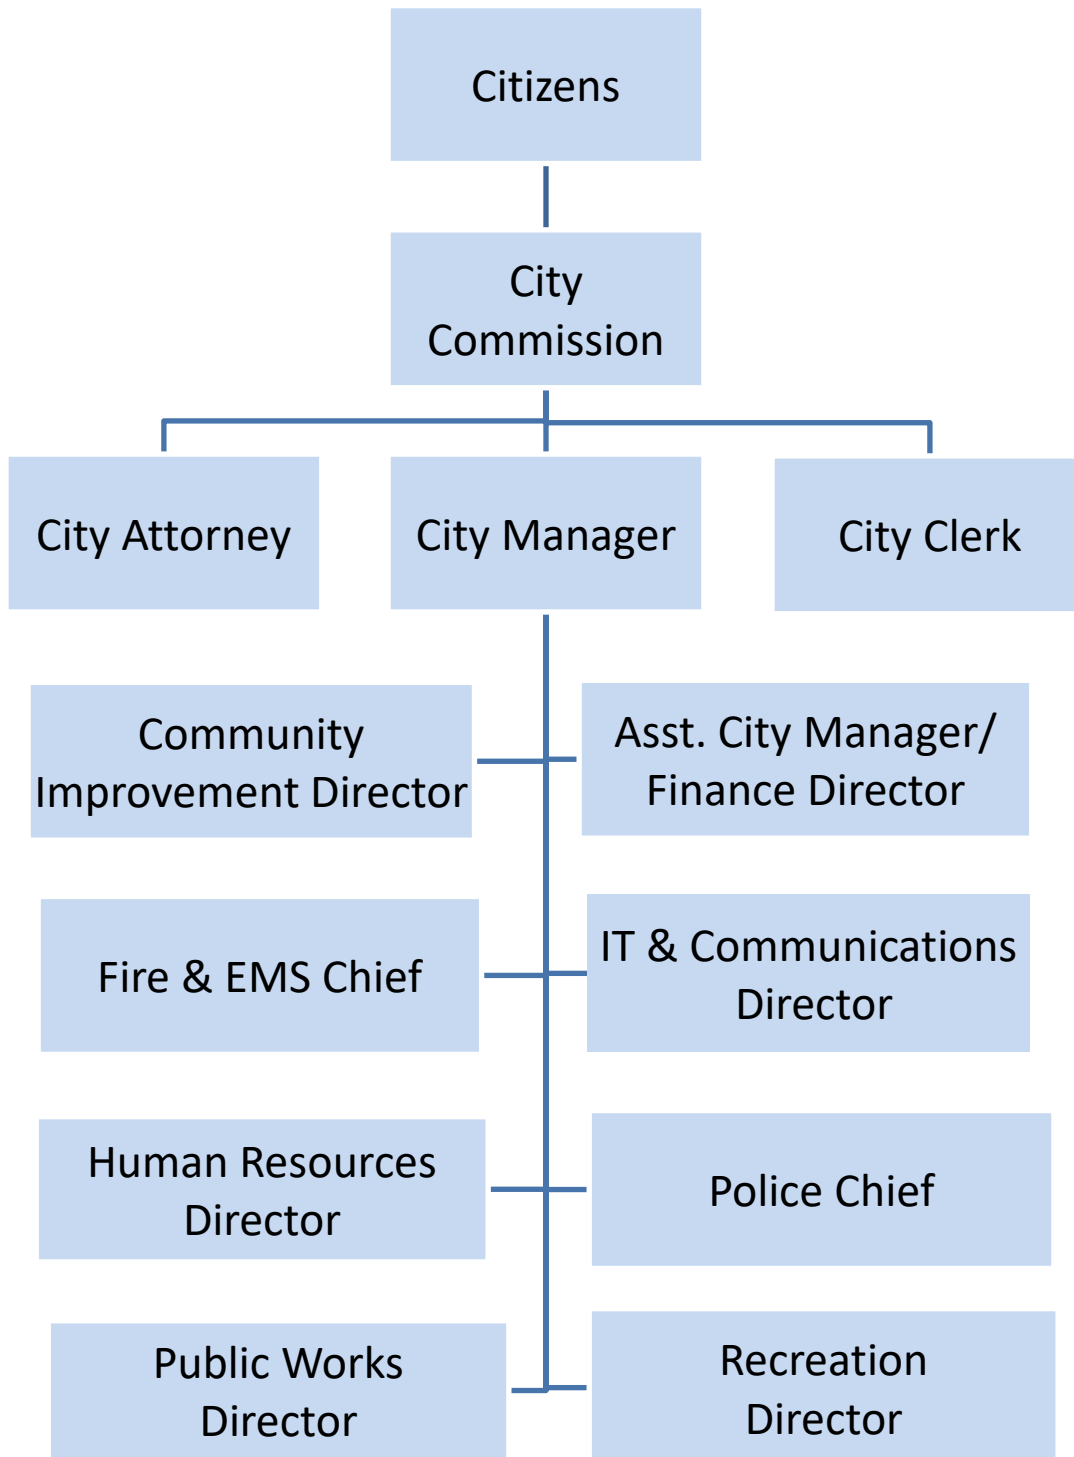 Citizens
City
Commission
City Attorney
City Manager
City Clerk
Community
Improvement Director
Asst. City Manager/
Finance Director
Fire & EMS Chief
IT & Communications
Director
Human Resources
Director
Police Chief
Public Works
Director
Recreation
Director